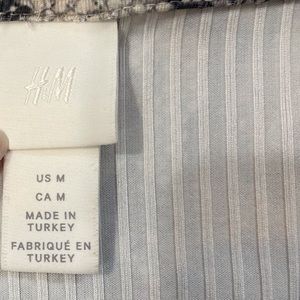 H&M
US M
CA M
MADE IN
TURKEY
FABRIQUÉ EN
TURKEY